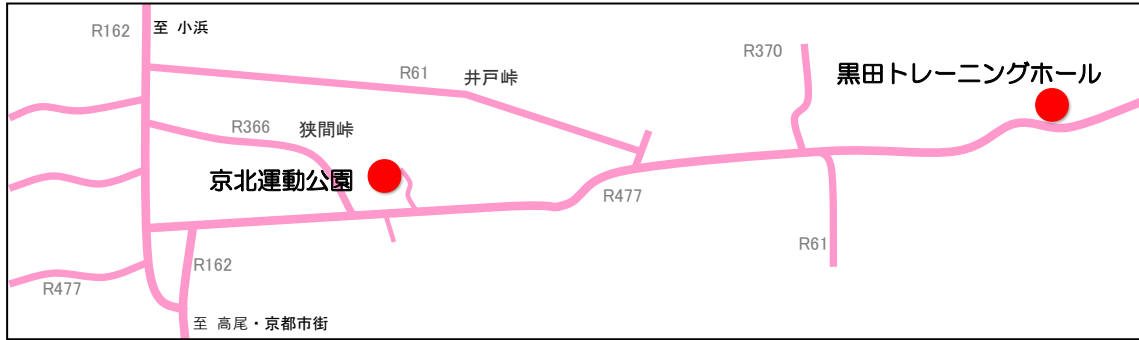 R162
至 小浜
R61
井戸峠
R370
黒田トレーニングホール
R366
狭間峠
京北運動公園
R477
R61
R162
R477
至 高尾・京都市街